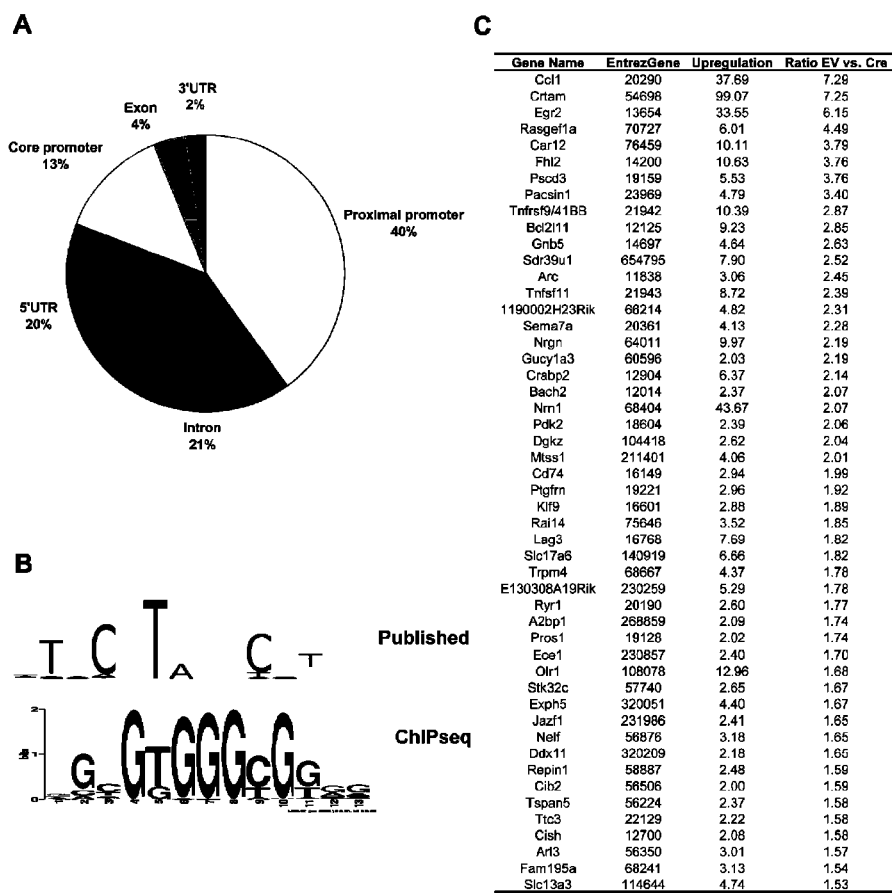 A
3'UTR
2%
Exon
4%
Core promoter
13%
Proximal promoter
40%
5'UTR
20%
Intron
21%
B
T C T A C T
Published
2
1
0
G G T G G G C G G
ChIPseq
1 2 3 4 5 6 7 8 9 10 11 12 13
C
Gene Name EntrezGene Upregulation Ratio EV vs. Cre
Ccl1 20290 37.69 7.29
Crtam 54698 99.07 7.25
Egr2 13654 33.55 6.15
Rasgef1a 70727 6.01 4.49
Car12 76459 10.11 3.79
Fhl2 14200 10.63 3.76
Pscd3 19159 5.53 3.76
Pacsin1 23969 4.79 3.40
Tnfrsf9/41BB 21942 10.39 2.87
Bcl2l11 12125 9.23 2.85
Gnb5 14697 4.64 2.63
Sdr39u1 654795 7.90 2.52
Arc 11838 3.06 2.45
Tnfsf11 21943 8.72 2.39
1190002H23Rik 66214 4.82 2.31
Sema7a 20361 4.13 2.28
Nrgn 64011 9.97 2.19
Gucy1a3 60596 2.03 2.19
Crabp2 12904 6.37 2.14
Bach2 12014 2.37 2.07
Nrn1 68404 43.67 2.07
Pdk2 18604 2.39 2.06
Dgkz 104418 2.62 2.04
Mtss1 211401 4.06 2.01
Cd74 16149 2.94 1.99
Ptgfrn 19221 2.96 1.92
Klf9 16601 2.88 1.89
Rai14 75646 3.52 1.85
Lag3 16768 7.69 1.82
Slc17a6 140919 6.66 1.82
Trpm4 68667 4.37 1.78
E130308A19Rik 230259 5.29 1.78
Ryr1 20190 2.60 1.77
A2bp1 268859 2.09 1.74
Pros1 19128 2.02 1.74
Ece1 230857 2.40 1.70
Olr1 108078 12.96 1.68
Stk32c 57740 2.65 1.67
Exph5 320051 4.40 1.67
Jazf1 231986 2.41 1.65
Nelf 56876 3.18 1.65
Ddx11 320209 2.18 1.65
Repin1 58887 2.48 1.59
Cib2 56506 2.00 1.59
Tspan5 56224 2.37 1.58
Ttc3 22129 2.22 1.58
Cish 12700 2.08 1.58
Arl3 56350 3.01 1.57
Fam195a 68241 3.13 1.54
Slc13a3 114644 4.74 1.53